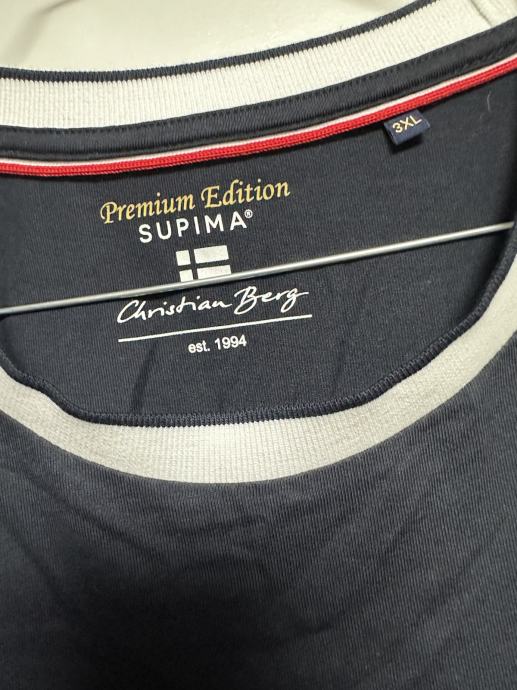 3XL
Premium Edition
SUPIMA®
Christian Berg
est. 1994